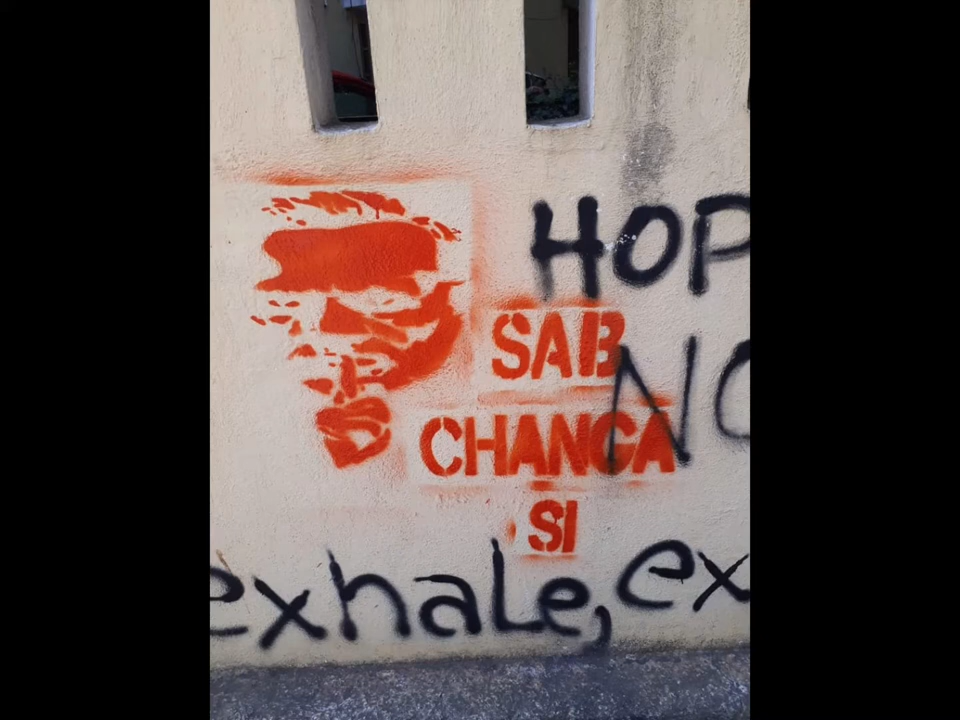 HOP
SAB
NO
CHANGA
SI
exhale, ex